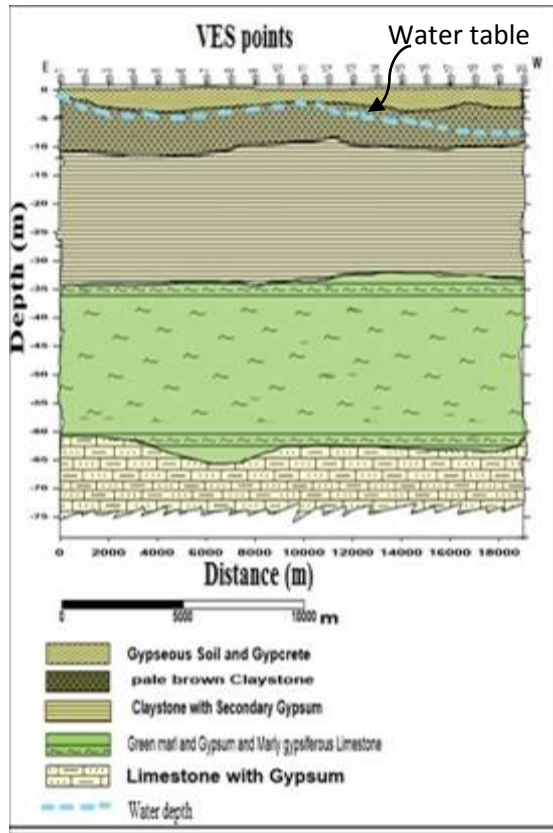 VES points
Water table
E W
0
-5
-10
-15
-20
-25
-30
-35
-40
-45
-50
-55
-60
-65
-70
-75
Depth (m)
0 2000 4000 6000 8000 10000 12000 14000 16000 18000
Distance (m)
0 5000 10000 m
Gypseous Soil and Gypcrete
pale brown Claystone
Claystone with Secondary Gypsum
Green marl and Gypsum and Marly gypsiferous Limestone
Limestone with Gypsum
Water depth